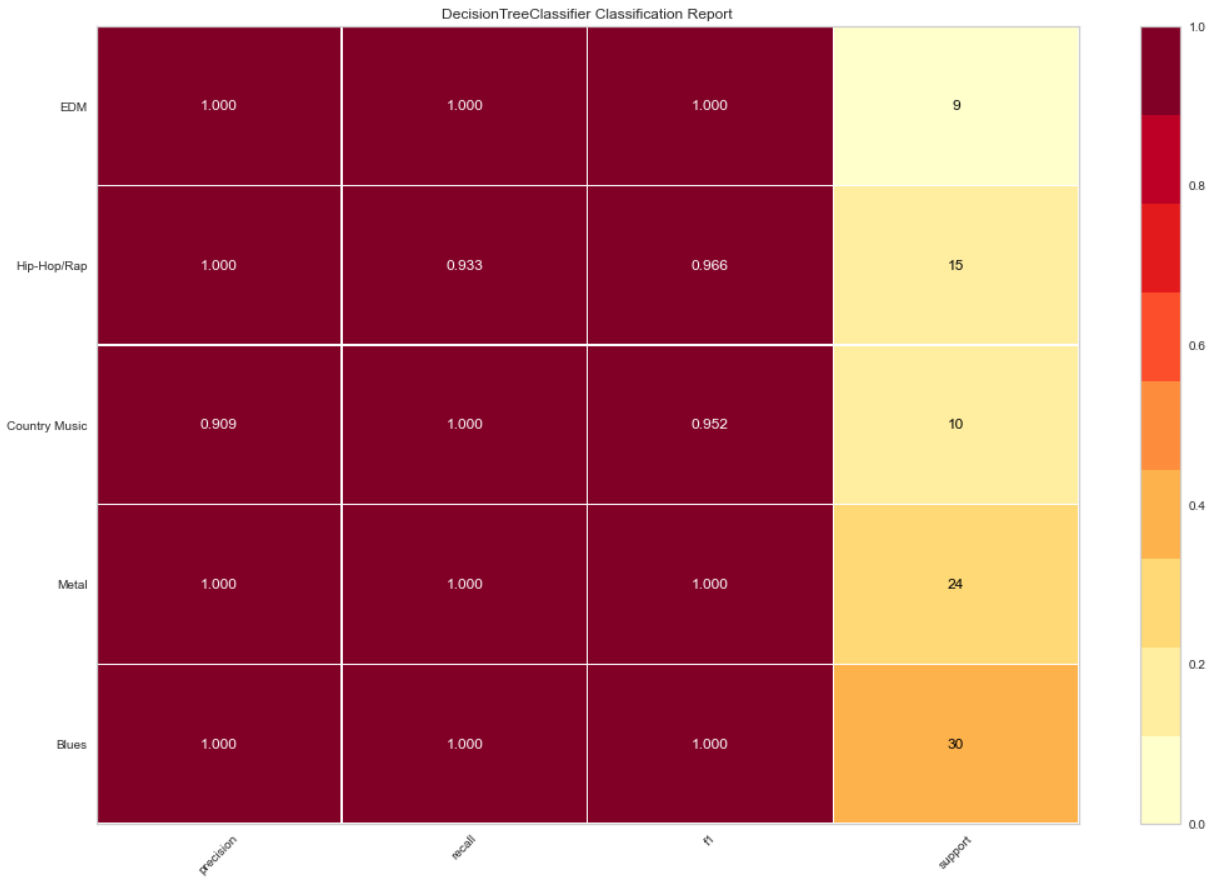 DecisionTreeClassifier Classification Report
EDM 1.000 1.000 1.000 9
Hip-Hop/Rap 1.000 0.933 0.966 15
Country Music 0.909 1.000 0.952 10
Metal 1.000 1.000 1.000 24
Blues 1.000 1.000 1.000 30
precision recall f1 support
1.0
0.8
0.6
0.4
0.2
0.0